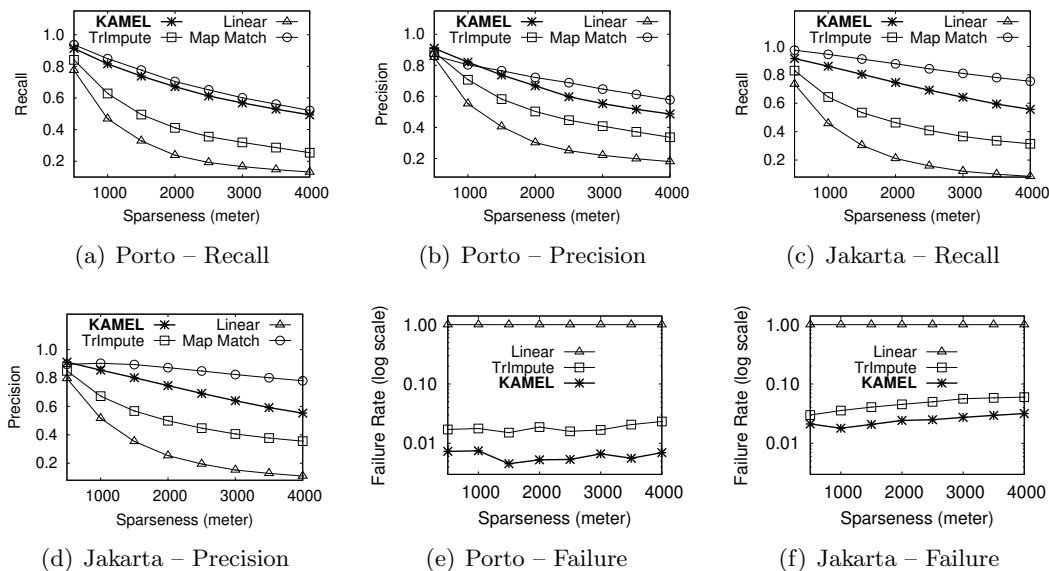 KAMEL Linear
TrImpute Map Match
1.0
0.8
0.6
0.4
0.2
Recall
1000 2000 3000 4000
Sparseness (meter)
(a) Porto – Recall
KAMEL Linear
TrImpute Map Match
1.0
0.8
0.6
0.4
0.2
Precision
1000 2000 3000 4000
Sparseness (meter)
(b) Porto – Precision
KAMEL Linear
TrImpute Map Match
1.0
0.8
0.6
0.4
0.2
Recall
1000 2000 3000 4000
Sparseness (meter)
(c) Jakarta – Recall
KAMEL Linear
TrImpute Map Match
1.0
0.8
0.6
0.4
0.2
Precision
1000 2000 3000 4000
Sparseness (meter)
(d) Jakarta – Precision
1.00
0.10
0.01
Failure Rate (log scale)
Linear
TrImpute
KAMEL
1000 2000 3000 4000
Sparseness (meter)
(e) Porto – Failure
1.00
0.10
0.01
Failure Rate (log scale)
Linear
TrImpute
KAMEL
1000 2000 3000 4000
Sparseness (meter)
(f) Jakarta – Failure